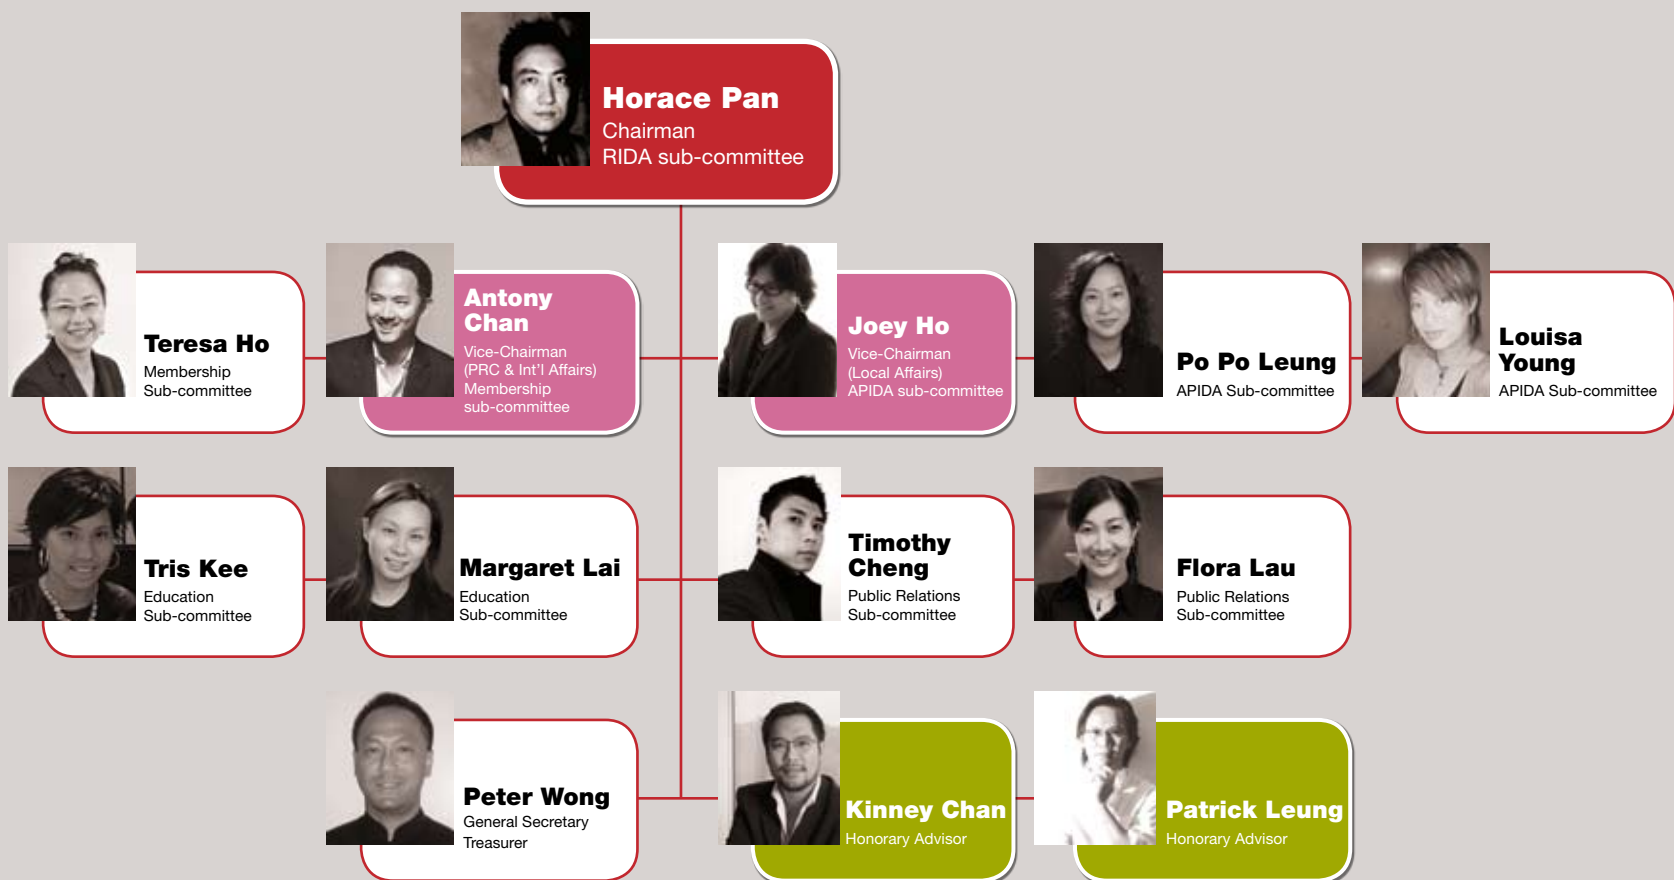 Horace Pan
Chairman
RIDA sub-committee
Teresa Ho
Membership
Sub-committee
Antony
Chan
Vice-Chairman
(PRC & Int'l Affairs)
Membership
sub-committee
Joey Ho
Vice-Chairman
(Local Affairs)
APIDA sub-committee
Po Po Leung
APIDA Sub-committee
Louisa
Young
APIDA Sub-committee
Tris Kee
Education
Sub-committee
Margaret Lai
Education
Sub-committee
Timothy
Cheng
Public Relations
Sub-committee
Flora Lau
Public Relations
Sub-committee
Peter Wong
General Secretary
Treasurer
Kinney Chan
Honorary Advisor
Patrick Leung
Honorary Advisor